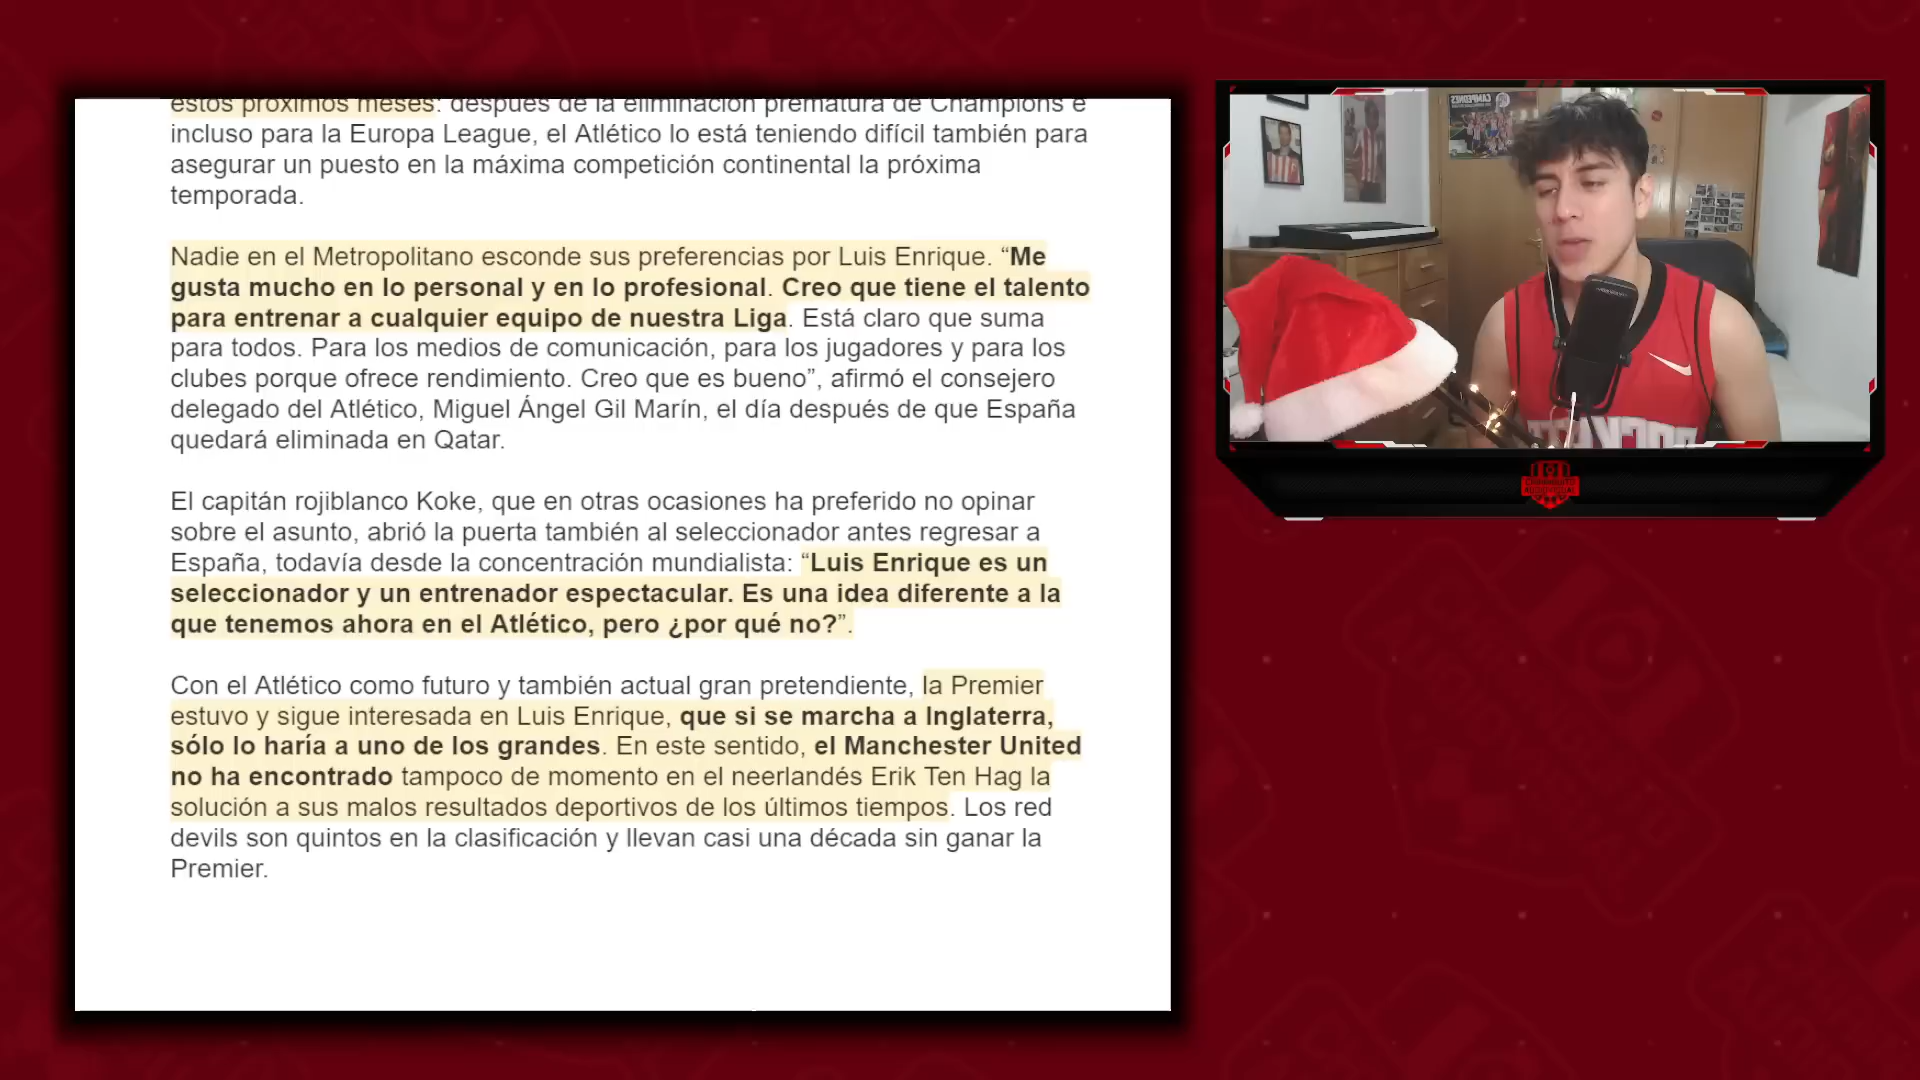 estos próximos meses: después de la eliminación prematura de Champions e
incluso para la Europa League, el Atlético lo está teniendo difícil también para
asegurar un puesto en la máxima competición continental la próxima
temporada.
Nadie en el Metropolitano esconde sus preferencias por Luis Enrique. “Me
gusta mucho en lo personal y en lo profesional. Creo que tiene el talento
para entrenar a cualquier equipo de nuestra Liga. Está claro que suma
para todos. Para los medios de comunicación, para los jugadores y para los
clubes porque ofrece rendimiento. Creo que es bueno”, afirmó el consejero
delegado del Atlético, Miguel Ángel Gil Marín, el día después de que España
quedará eliminada en Qatar.
El capitán rojiblanco Koke, que en otras ocasiones ha preferido no opinar
sobre el asunto, abrió la puerta también al seleccionador antes regresar a
España, todavía desde la concentración mundialista: “Luis Enrique es un
seleccionador y un entrenador espectacular. Es una idea diferente a la
que tenemos ahora en el Atlético, pero ¿por qué no?”.
Con el Atlético como futuro y también actual gran pretendiente, la Premier
estuvo y sigue interesada en Luis Enrique, que si se marcha a Inglaterra,
sólo lo haría a uno de los grandes. En este sentido, el Manchester United
no ha encontrado tampoco de momento en el neerlandés Erik Ten Hag la
solución a sus malos resultados deportivos de los últimos tiempos. Los red
devils son quintos en la clasificación y llevan casi una década sin ganar la
Premier.
CAMPEONES